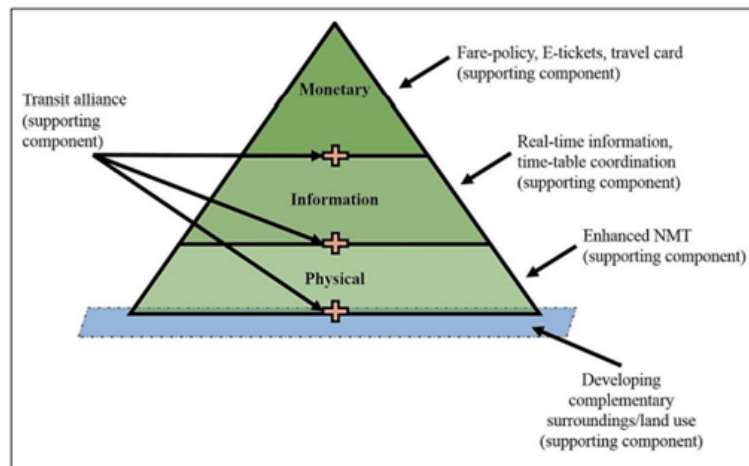 Fare-policy, E-tickets, travel card
(supporting component)
Monetary
Transit alliance
(supporting
component)
Real-time information,
time-table coordination
(supporting component)
Information
Enhanced NMT
(supporting component)
Physical
Developing
complementary
surroundings/land use
(supporting component)